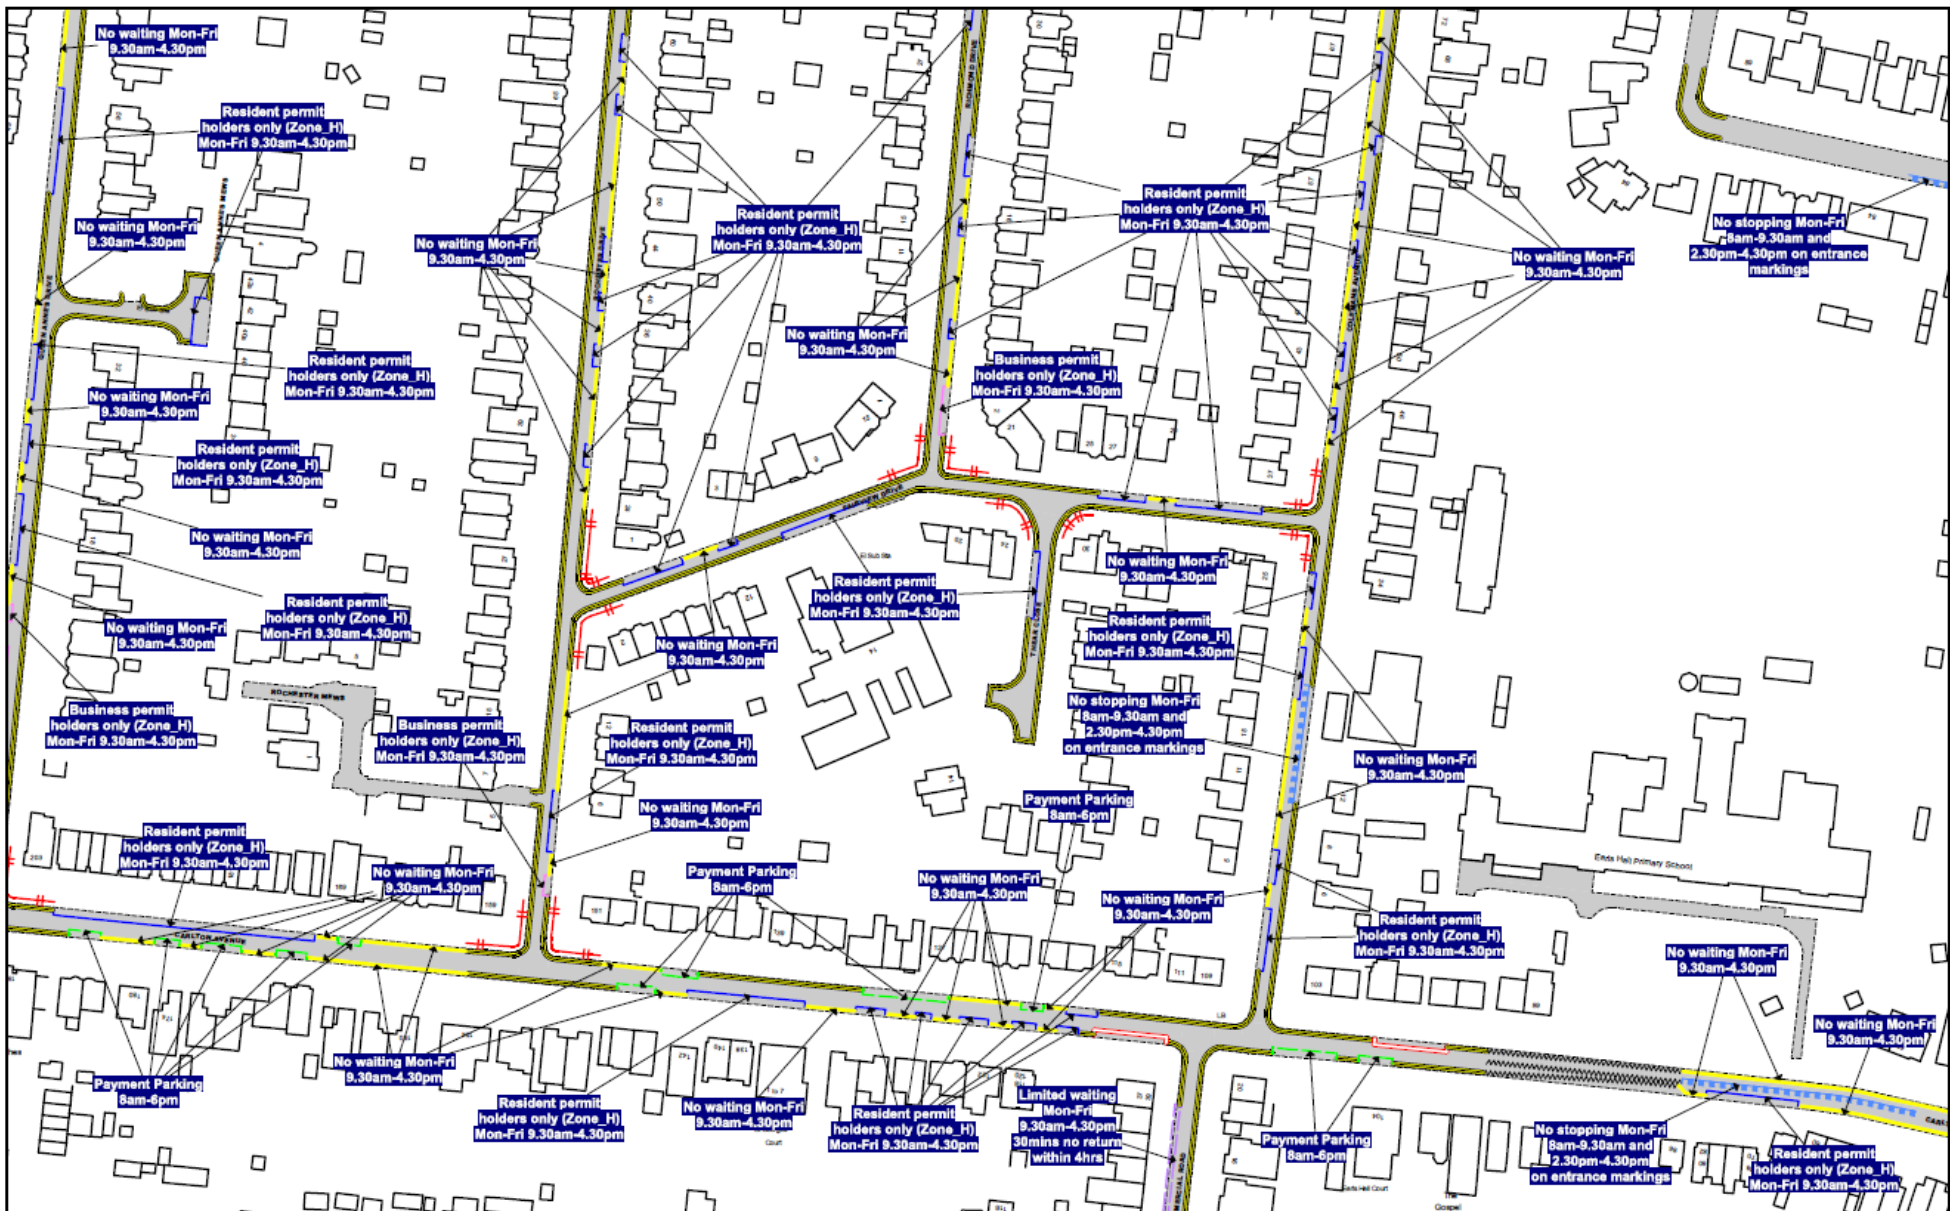 No waiting Mon-Fri
9.30am-4.30pm
Resident permit
holders only (Zone_H)
Mon-Fri 9.30am-4.30pm
No waiting Mon-Fri
9.30am-4.30pm
No waiting Mon-Fri
9.30am-4.30pm
Resident permit
holders only (Zone_H)
Mon-Fri 9.30am-4.30pm
RICHMOND DRIVE
Resident permit
holders only (Zone_H)
Mon-Fri 9.30am-4.30pm
No stopping Mon-Fri
8am-9.30am and
2.30pm-4.30pm on entrance
markings
No waiting Mon-Fri
9.30am-4.30pm
Resident permit
holders only (Zone_H)
Mon-Fri 9.30am-4.30pm
No waiting Mon-Fri
9.30am-4.30pm
No waiting Mon-Fri
9.30am-4.30pm
Business permit
holders only (Zone_H)
Mon-Fri 9.30am-4.30pm
Resident permit
holders only (Zone_H)
Mon-Fri 9.30am-4.30pm
No waiting Mon-Fri
9.30am-4.30pm
El Sub Sta
Resident permit
holders only (Zone_H)
Mon-Fri 9.30am-4.30pm
No waiting Mon-Fri
9.30am-4.30pm
Resident permit
holders only (Zone_H)
Mon-Fri 9.30am-4.30pm
No waiting Mon-Fri
9.30am-4.30pm
No waiting Mon-Fri
9.30am-4.30pm
Resident permit
holders only (Zone_H)
Mon-Fri 9.30am-4.30pm
ROCHESTER MEWS
Business permit
holders only (Zone_H)
Mon-Fri 9.30am-4.30pm
Business permit
holders only (Zone_H)
Mon-Fri 9.30am-4.30pm
Resident permit
holders only (Zone_H)
Mon-Fri 9.30am-4.30pm
No stopping Mon-Fri
8am-9.30am and
2.30pm-4.30pm
on entrance markings
No waiting Mon-Fri
9.30am-4.30pm
No waiting Mon-Fri
9.30am-4.30pm
Payment Parking
8am-6pm
Resident permit
holders only (Zone_H)
Mon-Fri 9.30am-4.30pm
No waiting Mon-Fri
9.30am-4.30pm
Payment Parking
8am-6pm
No waiting Mon-Fri
9.30am-4.30pm
No waiting Mon-Fri
9.30am-4.30pm
Earls Hall Primary School
Resident permit
holders only (Zone_H)
Mon-Fri 9.30am-4.30pm
CARLTON AVENUE
No waiting Mon-Fri
9.30am-4.30pm
LB
No waiting Mon-Fri
9.30am-4.30pm
No waiting Mon-Fri
9.30am-4.30pm
Payment Parking
8am-6pm
Resident permit
holders only (Zone_H)
Mon-Fri 9.30am-4.30pm
No waiting Mon-Fri
9.30am-4.30pm
Court
Resident permit
holders only (Zone_H)
Mon-Fri 9.30am-4.30pm
Limited waiting
Mon-Fri
9.30am-4.30pm
30mins no return
within 4hrs
Payment Parking
8am-6pm
Earls Hall Court
No stopping Mon-Fri
8am-9.30am and
2.30pm-4.30pm
on entrance markings
Resident permit
holders only (Zone_H)
Mon-Fri 9.30am-4.30pm
The
Gospel